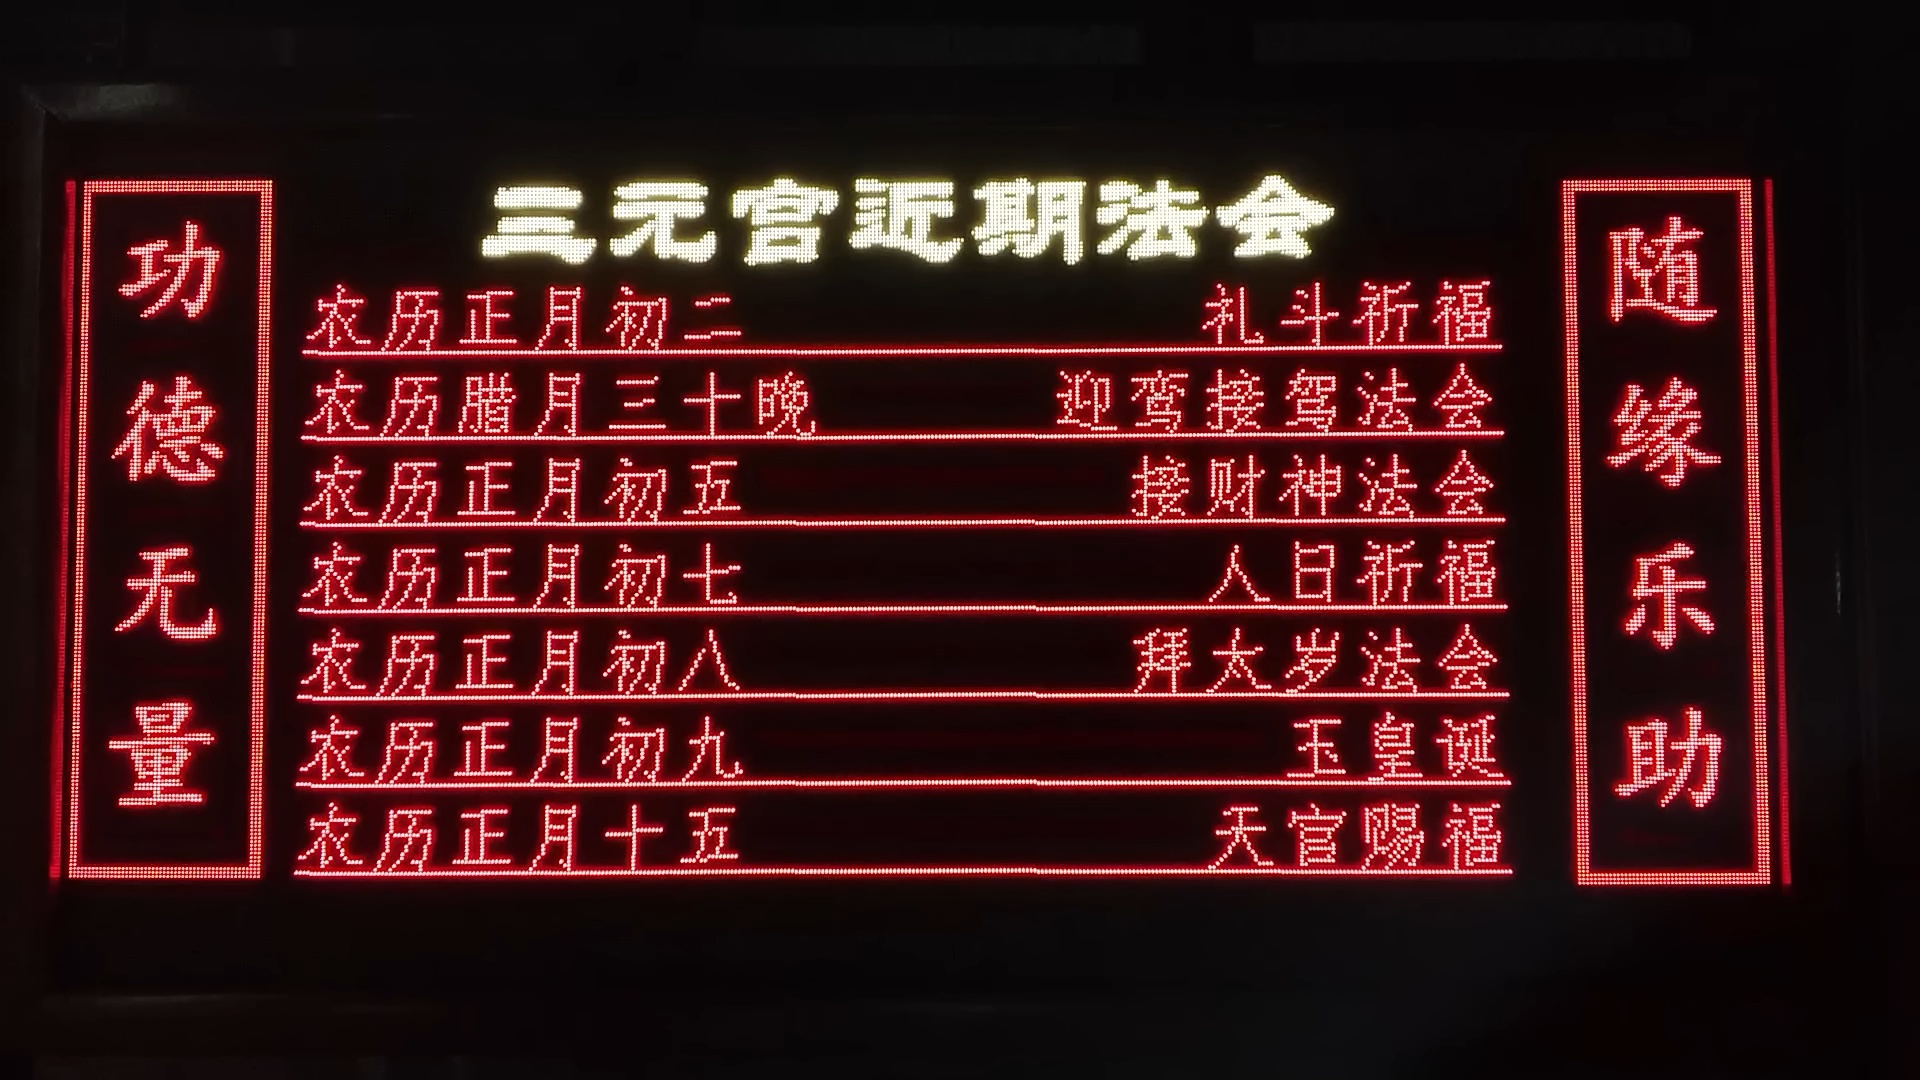 三元宫近期法会
功德无量
农历正月初二 礼斗祈福
农历腊月三十晚 迎鸾接驾法会
农历正月初五 接财神法会
农历正月初七 人日祈福
农历正月初八 拜太岁法会
农历正月初九 玉皇诞
农历正月十五 天官赐福
随缘乐助